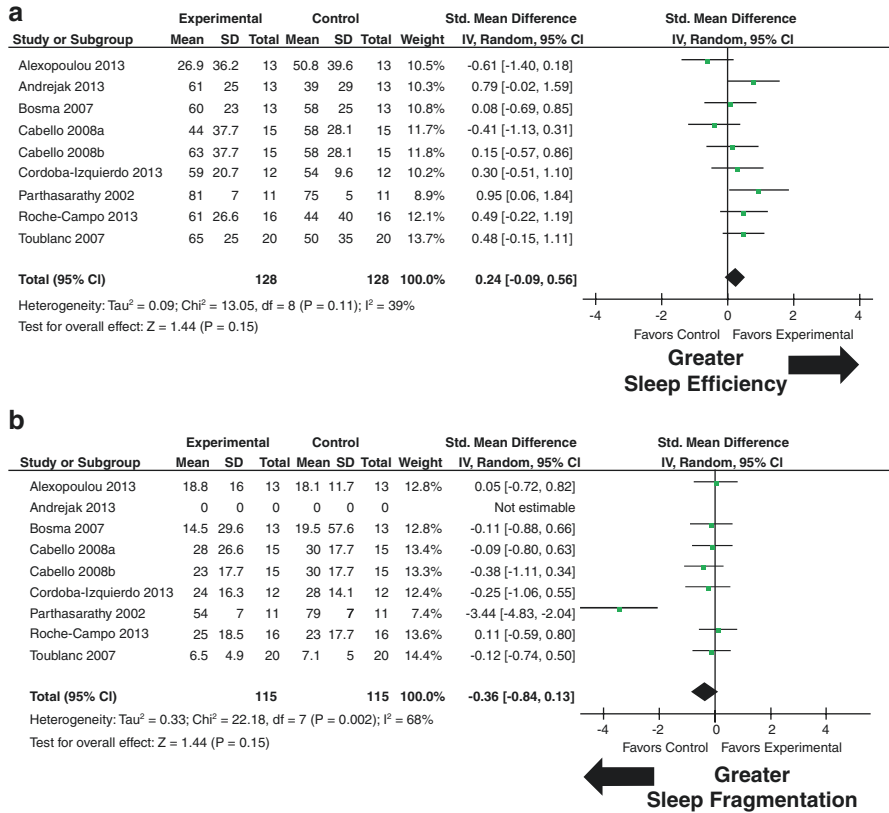 a
Experimental Control Std. Mean Difference Std. Mean Difference
Study or Subgroup Mean SD Total Mean SD Total Weight IV, Random, 95% CI IV, Random, 95% CI
Alexopoulou 2013 26.9 36.2 13 50.8 39.6 13 10.5% -0.61 [-1.40, 0.18]
Andrejak 2013 61 25 13 39 29 13 10.3% 0.79 [-0.02, 1.59]
Bosma 2007 60 23 13 58 25 13 10.8% 0.08 [-0.69, 0.85]
Cabello 2008a 44 37.7 15 58 28.1 15 11.7% -0.41 [-1.13, 0.31]
Cabello 2008b 63 37.7 15 58 28.1 15 11.8% 0.15 [-0.57, 0.86]
Cordoba-Izquierdo 2013 59 20.7 12 54 9.6 12 10.2% 0.30 [-0.51, 1.10]
Parthasarathy 2002 81 7 11 75 5 11 8.9% 0.95 [0.06, 1.84]
Roche-Campo 2013 61 26.6 16 44 40 16 12.1% 0.49 [-0.22, 1.19]
Toublanc 2007 65 25 20 50 35 20 13.7% 0.48 [-0.15, 1.11]
Total (95% CI) 128 128 100.0% 0.24 [-0.09, 0.56]
Heterogeneity: Tau² = 0.09; Chi² = 13.05, df = 8 (P = 0.11); I² = 39%
Test for overall effect: Z = 1.44 (P = 0.15)
-4 -2 0 2 4
Favors Control Favors Experimental
Greater
Sleep Efficiency
b
Experimental Control Std. Mean Difference Std. Mean Difference
Study or Subgroup Mean SD Total Mean SD Total Weight IV, Random, 95% CI IV, Random, 95% CI
Alexopoulou 2013 18.8 16 13 18.1 11.7 13 12.8% 0.05 [-0.72, 0.82]
Andrejak 2013 0 0 0 0 0 0 Not estimable
Bosma 2007 14.5 29.6 13 19.5 57.6 13 12.8% -0.11 [-0.88, 0.66]
Cabello 2008a 28 26.6 15 30 17.7 15 13.4% -0.09 [-0.80, 0.63]
Cabello 2008b 23 17.7 15 30 17.7 15 13.3% -0.38 [-1.11, 0.34]
Cordoba-Izquierdo 2013 24 16.3 12 28 14.1 12 12.4% -0.25 [-1.06, 0.55]
Parthasarathy 2002 54 7 11 79 7 11 7.4% -3.44 [-4.83, -2.04]
Roche-Campo 2013 25 18.5 16 23 17.7 16 13.6% 0.11 [-0.59, 0.80]
Toublanc 2007 6.5 4.9 20 7.1 5 20 14.4% -0.12 [-0.74, 0.50]
Total (95% CI) 115 115 100.0% -0.36 [-0.84, 0.13]
Heterogeneity: Tau² = 0.33; Chi² = 22.18, df = 7 (P = 0.002); I² = 68%
Test for overall effect: Z = 1.44 (P = 0.15)
-4 -2 0 2 4
Favors Control Favors Experimental
Greater
Sleep Fragmentation